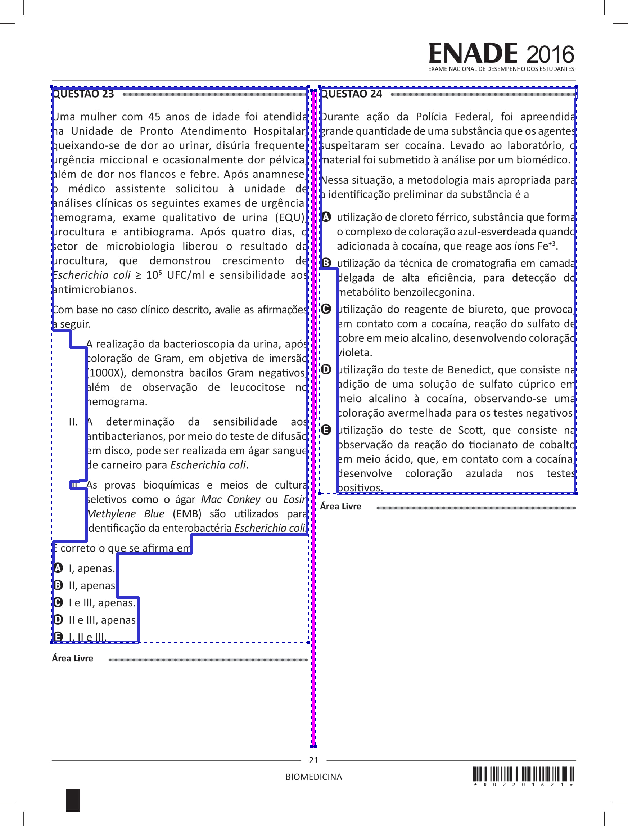 ENADE 2016
EXAME NACIONAL DE DESEMPENHO DOS ESTUDANTES
QUESTÃO 23
Uma mulher com 45 anos de idade foi atendida
na Unidade de Pronto Atendimento Hospitalar
queixando-se de dor ao urinar, disúria frequente,
urgência miccional e ocasionalmente dor pélvica,
além de dor nos flancos e febre. Após anamnese,
o médico assistente solicitou à unidade de
análises clínicas os seguintes exames de urgência:
hemograma, exame qualitativo de urina (EQU),
urocultura e antibiograma. Após quatro dias, o
setor de microbiologia liberou o resultado da
urocultura, que demonstrou crescimento de
Escherichia coli ≥ 10⁵ UFC/ml e sensibilidade aos
antimicrobianos.
Com base no caso clínico descrito, avalie as afirmações
a seguir.
A realização da bacterioscopia da urina, após
coloração de Gram, em objetiva de imersão
(1000X), demonstra bacilos Gram negativos,
além de observação de leucocitose no
hemograma.
II. A determinação da sensibilidade aos
antibacterianos, por meio do teste de difusão
em disco, pode ser realizada em ágar sangue
de carneiro para Escherichia coli.
III. As provas bioquímicas e meios de cultura
seletivos como o ágar Mac Conkey ou Eosin
Methylene Blue (EMB) são utilizados para
identificação da enterobactéria Escherichia coli.
É correto o que se afirma em
A I, apenas.
B II, apenas.
C I e III, apenas.
D II e III, apenas.
E I, II e III.
Área Livre
QUESTÃO 24
Durante ação da Polícia Federal, foi apreendida
grande quantidade de uma substância que os agentes
suspeitaram ser cocaína. Levado ao laboratório, o
material foi submetido à análise por um biomédico.
Nessa situação, a metodologia mais apropriada para
a identificação preliminar da substância é a
A utilização de cloreto férrico, substância que forma
o complexo de coloração azul-esverdeada quando
adicionada à cocaína, que reage aos íons Fe⁺³.
B utilização da técnica de cromatografia em camada
delgada de alta eficiência, para detecção do
metabólito benzoilecgonina.
C utilização do reagente de biureto, que provoca,
em contato com a cocaína, reação do sulfato de
cobre em meio alcalino, desenvolvendo coloração
violeta.
D utilização do teste de Benedict, que consiste na
adição de uma solução de sulfato cúprico em
meio alcalino à cocaína, observando-se uma
coloração avermelhada para os testes negativos.
E utilização do teste de Scott, que consiste na
observação da reação do tiocianato de cobalto
em meio ácido, que, em contato com a cocaína,
desenvolve coloração azulada nos testes
positivos.
Área Livre
21
BIOMEDICINA